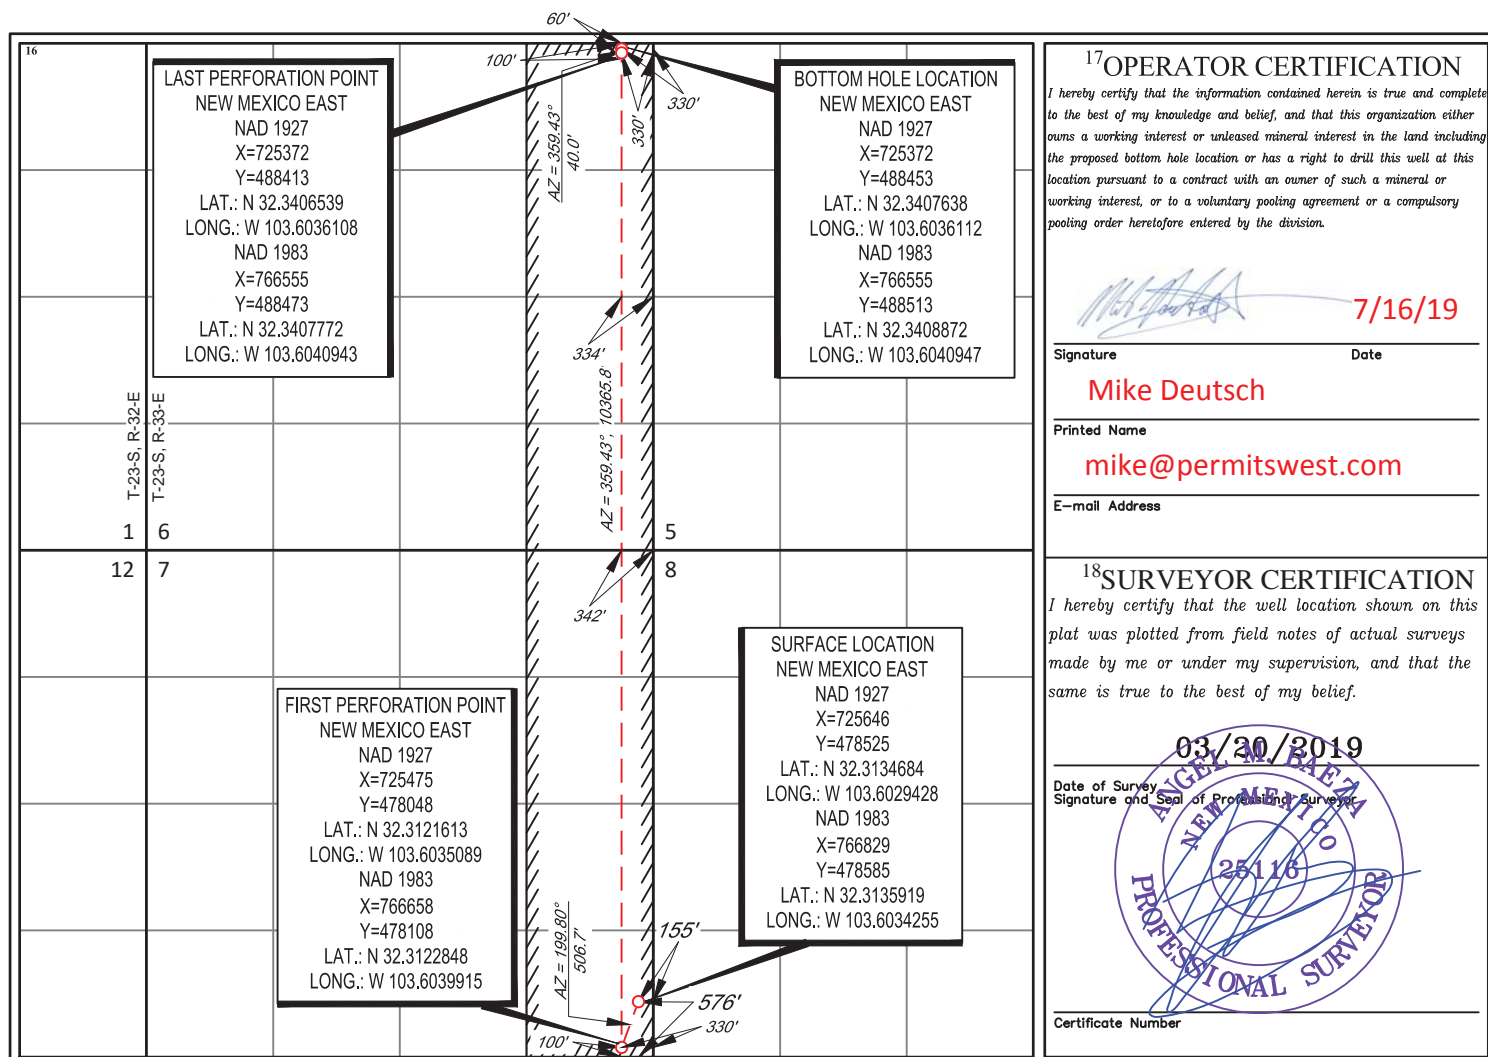 16
60'
100'
330'
330'
AZ = 359.43°
40.0'
LAST PERFORATION POINT
NEW MEXICO EAST
NAD 1927
X=725372
Y=488413
LAT.: N 32.3406539
LONG.: W 103.6036108
NAD 1983
X=766555
Y=488473
LAT.: N 32.3407772
LONG.: W 103.6040943
BOTTOM HOLE LOCATION
NEW MEXICO EAST
NAD 1927
X=725372
Y=488453
LAT.: N 32.3407638
LONG.: W 103.6036112
NAD 1983
X=766555
Y=488513
LAT.: N 32.3408872
LONG.: W 103.6040947
334'
AZ = 359.43°, 10365.8'
T-23-S, R-32-E
T-23-S, R-33-E
1 6 5
12 7 8
342'
FIRST PERFORATION POINT
NEW MEXICO EAST
NAD 1927
X=725475
Y=478048
LAT.: N 32.3121613
LONG.: W 103.6035089
NAD 1983
X=766658
Y=478108
LAT.: N 32.3122848
LONG.: W 103.6039915
SURFACE LOCATION
NEW MEXICO EAST
NAD 1927
X=725646
Y=478525
LAT.: N 32.3134684
LONG.: W 103.6029428
NAD 1983
X=766829
Y=478585
LAT.: N 32.3135919
LONG.: W 103.6034255
AZ = 199.80°
506.7'
155'
576'
330'
100'
17 OPERATOR CERTIFICATION
I hereby certify that the information contained herein is true and complete
to the best of my knowledge and belief, and that this organization either
owns a working interest or unleased mineral interest in the land including
the proposed bottom hole location or has a right to drill this well at this
location pursuant to a contract with an owner of such a mineral or
working interest, or to a voluntary pooling agreement or a compulsory
pooling order heretofore entered by the division.
7/16/19
Signature Date
Mike Deutsch
Printed Name
mike@permitswest.com
E-mail Address
18 SURVEYOR CERTIFICATION
I hereby certify that the well location shown on this
plat was plotted from field notes of actual surveys
made by me or under my supervision, and that the
same is true to the best of my belief.
03/20/2019
Date of Survey
Signature and Seal of Professional Surveyor
ANGEL M. BAEZA
NEW MEXICO
25116
PROFESSIONAL SURVEYOR
Certificate Number